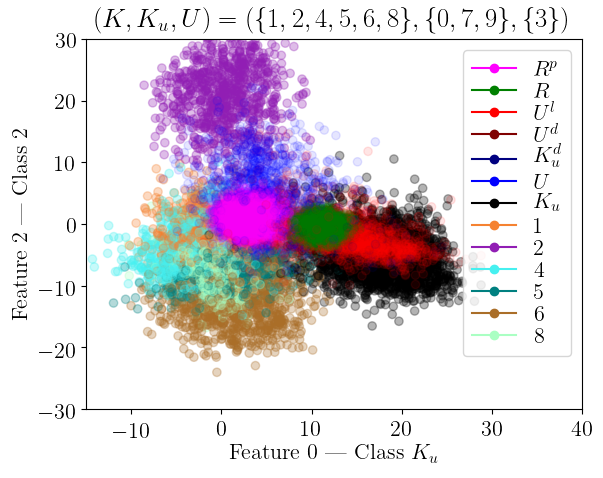 (K, K_u, U) = ({1, 2, 4, 5, 6, 8}, {0, 7, 9}, {3})
30
20
10
0
−10
−20
−30
Feature 2 — Class 2
R^p
R
U^l
U^d
K_u^d
U
K_u
1
2
4
5
6
8
−10
0
10
20
30
40
Feature 0 — Class K_u